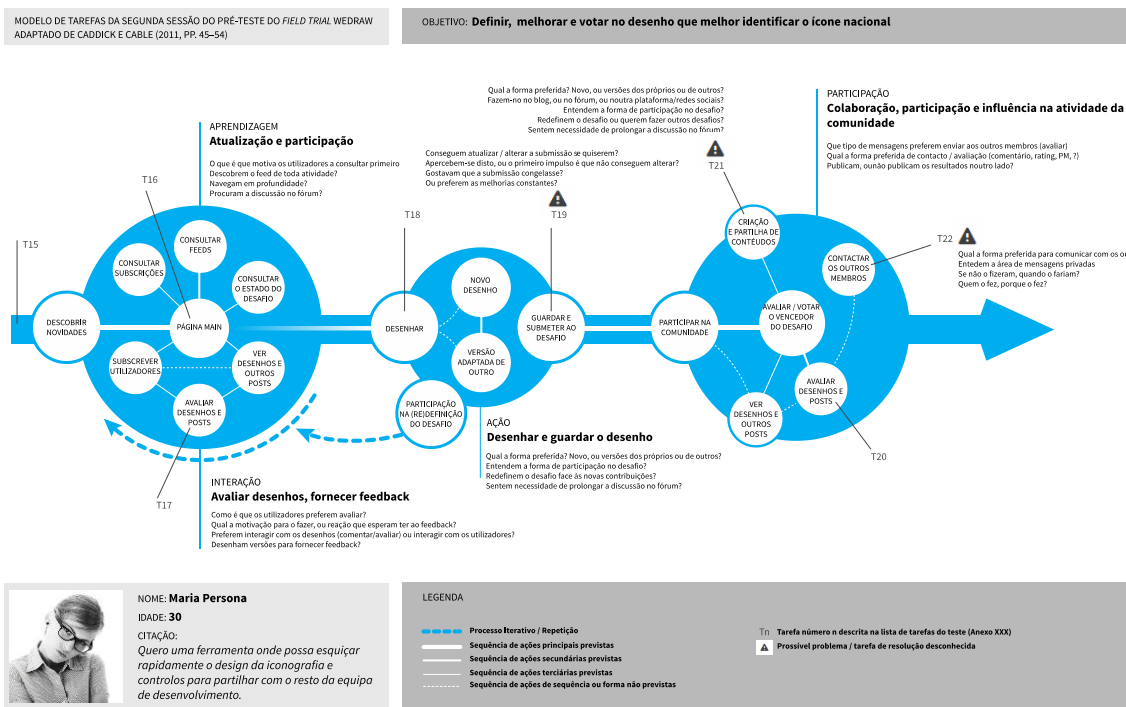 MODELO DE TAREFAS DA SEGUNDA SESSÃO DO PRÉ-TESTE DO FIELD TRIAL WEDRAW
ADAPTADO DE CADDICK E CABLE (2011, PP. 45–54)
OBJETIVO: Definir, melhorar e votar no desenho que melhor identificar o ícone nacional
Qual a forma preferida? Novo, ou versões dos próprios ou de outros?
Fazem-no no blog, ou no fórum, ou noutra plataforma/redes sociais?
Entendem a forma de participação no desafio?
Redefinem o desafio ou querem fazer outros desafios?
Sentem necessidade de prolongar a discussão no fórum?
PARTICIPAÇÃO
Colaboração, participação e influência na atividade da
comunidade
Que tipo de mensagens preferem enviar aos outros membros (avaliar)
Qual a forma preferida de contacto / avaliação (comentário, rating, PM, ?)
Publicam, ounão publicam os resultados noutro lado?
APRENDIZAGEM
Atualização e participação
O que é que motiva os utilizadores a consultar primeiro
Descobrem o feed de toda atividade?
Navegam em profundidade?
Procuram a discussão no fórum?
Conseguem atualizar / alterar a submissão se quiserem?
Apercebem-se disto, ou o primeiro impulso é que não conseguem alterar?
Gostavam que a submissão congelasse?
Ou preferem as melhorias constantes?
T15
T16
T18
T19
T21
T22
Qual a forma preferida para comunicar com os
Entedem a área de mensagens privadas
Se não o fizeram, quando o fariam?
Quem o fez, porque o fez?
DESCOBRIR
NOVIDADES
CONSULTAR
SUBSCRIÇÕES
CONSULTAR
FEEDS
CONSULTAR
O ESTADO DO
DESAFIO
PÁGINA MAIN
SUBSCREVER
UTILIZADORES
VER
DESENHOS E
OUTROS
POSTS
AVALIAR
DESENHOS E
POSTS
DESENHAR
NOVO
DESENHO
VERSÃO
ADAPTADA DE
OUTRO
GUARDAR E
SUBMETER AO
DESAFIO
PARTICIPAÇÃO
NA (RE)DEFINIÇÃO
DO DESAFIO
PARTICIPAR NA
COMUNIDADE
CRIAÇÃO
E PARTILHA DE
CONTÉUDOS
CONTACTAR
OS OUTROS
MEMBROS
AVALIAR / VOTAR
O VENCEDOR
DO DESAFIO
AVALIAR
DESENHOS E
POSTS
VER
DESENHOS E
OUTROS
POSTS
T17
T20
AÇÃO
Desenhar e guardar o desenho
Qual a forma preferida? Novo, ou versões dos próprios ou de outros?
Entendem a forma de participação no desafio?
Redefinem o desafio face às novas contribuições?
Sentem necessidade de prolongar a discussão no fórum?
INTERAÇÃO
Avaliar desenhos, fornecer feedback
Como é que os utilizadores preferem avaliar?
Qual a motivação para o fazer, ou reação que esperam ter ao feedback?
Preferem interagir com os desenhos (comentar/avaliar) ou interagir com os utilizadores?
Desenham versões para fornecer feedback?
NOME: Maria Persona
IDADE: 30
CITAÇÃO:
Quero uma ferramenta onde possa esquiçar
rapidamente o design da iconografia e
controlos para partilhar com o resto da equipa
de desenvolvimento.
LEGENDA
Processo Iterativo / Repetição
Sequência de ações principais previstas
Sequência de ações secundárias previstas
Sequência de ações terciárias previstas
Sequência de ações de sequência ou forma não previstas
Tn Tarefa número n descrita na lista de tarefas do teste (Anexo XXX)
Prossível problema / tarefa de resolução desconhecida